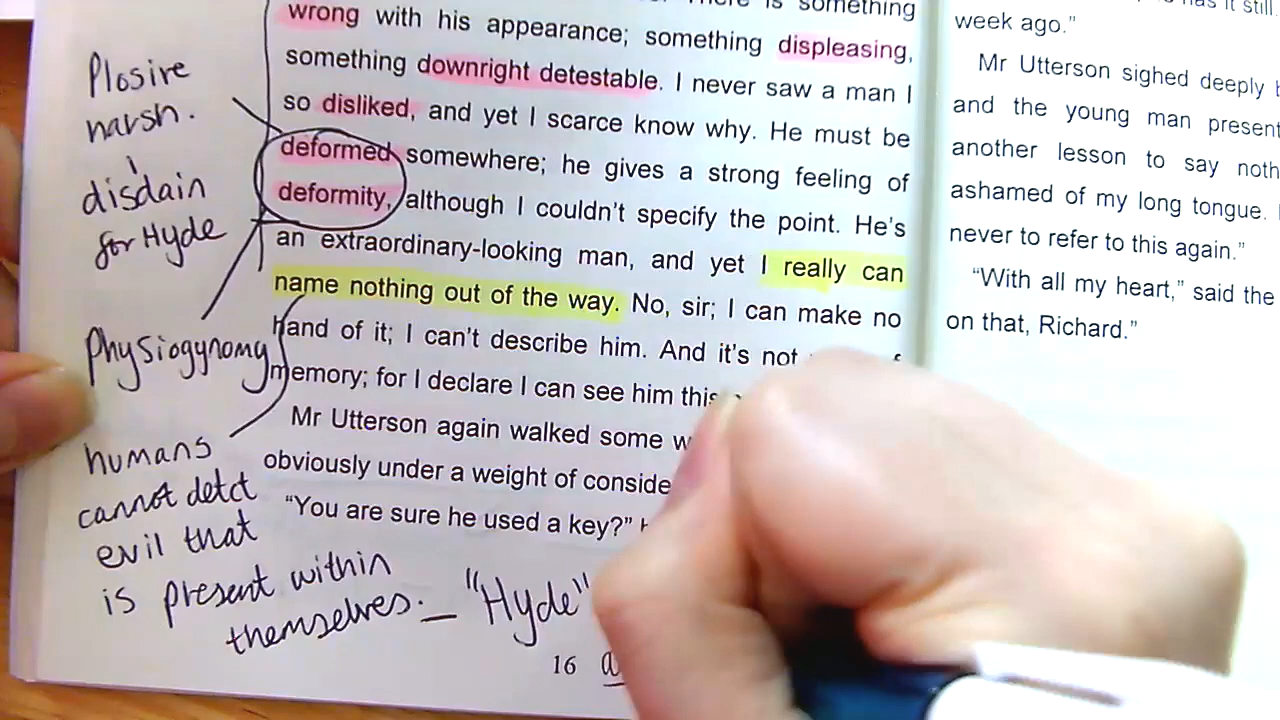 is something
wrong with his appearance; something displeasing,
something downright detestable. I never saw a man I
so disliked, and yet I scarce know why. He must be
deformed somewhere; he gives a strong feeling of
deformity, although I couldn't specify the point. He's
an extraordinary-looking man, and yet I really can
name nothing out of the way. No, sir; I can make no
hand of it; I can't describe him. And it's not
memory; for I declare I can see him this
Mr Utterson again walked some w
obviously under a weight of conside
"You are sure he used a key?"
16
Plosive
harsh.
disdain
for Hyde
Physiogynomy
humans
cannot detct
evil that
is present within
themselves. — "Hyde"
has it still.
week ago."
Mr Utterson sighed deeply b
and the young man present
another lesson to say noth
ashamed of my long tongue.
never to refer to this again."
"With all my heart," said the
on that, Richard."